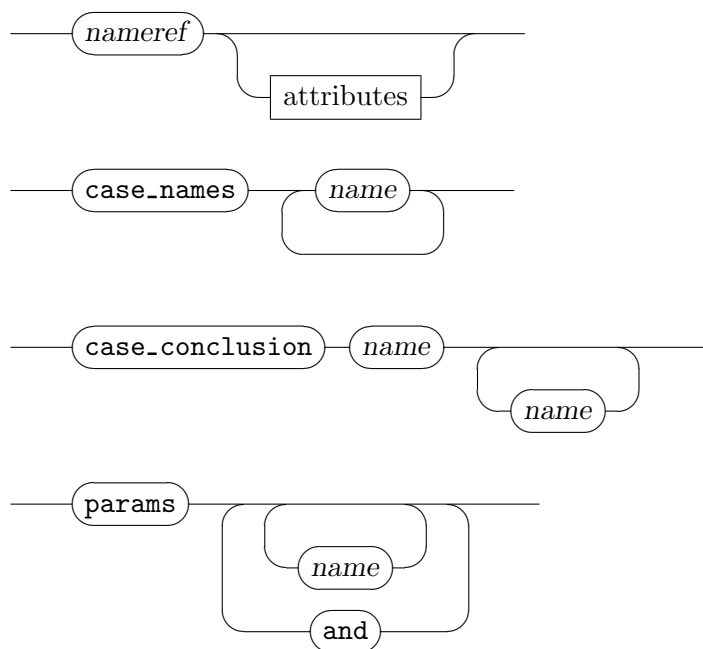 nameref
attributes
case_names name
case_conclusion name
name
params
name
and